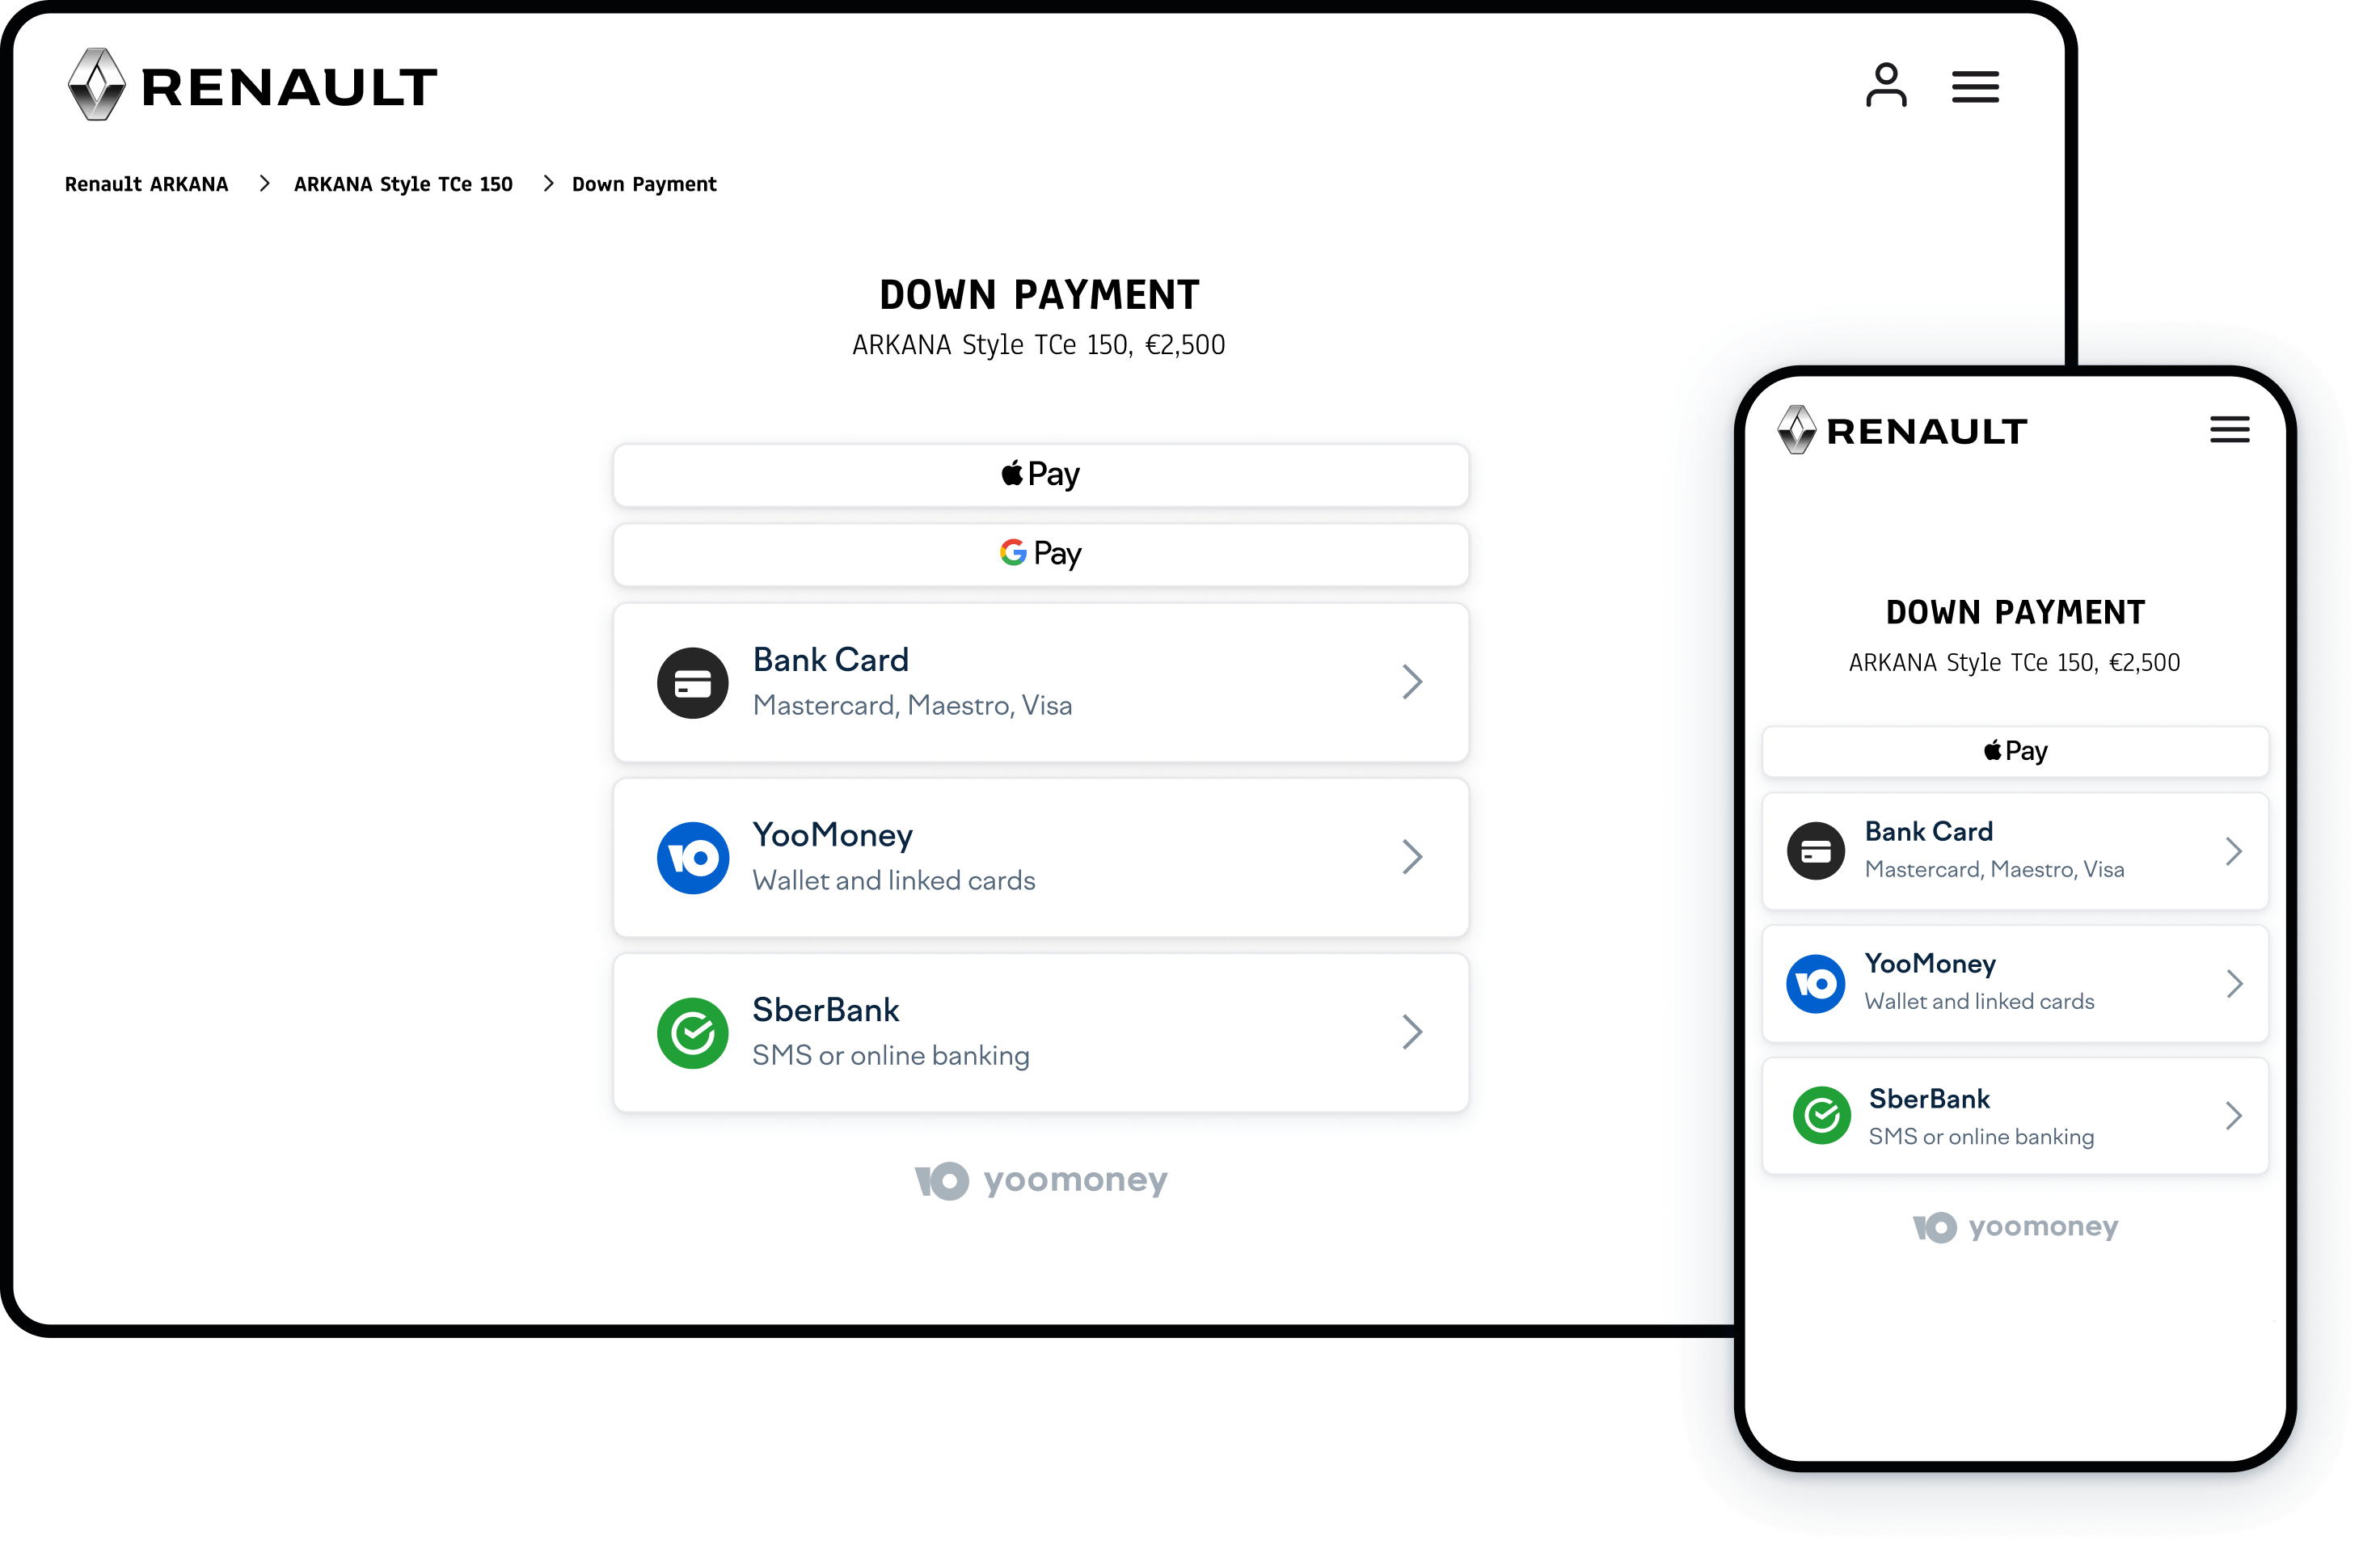 RENAULT
Renault ARKANA > ARKANA Style TCe 150 > Down Payment
DOWN PAYMENT
ARKANA Style TCe 150, €2,500
Pay
G Pay
Bank Card
Mastercard, Maestro, Visa
YooMoney
Wallet and linked cards
SberBank
SMS or online banking
yoomoney
RENAULT
DOWN PAYMENT
ARKANA Style TCe 150, €2,500
Pay
Bank Card
Mastercard, Maestro, Visa
YooMoney
Wallet and linked cards
SberBank
SMS or online banking
yoomoney